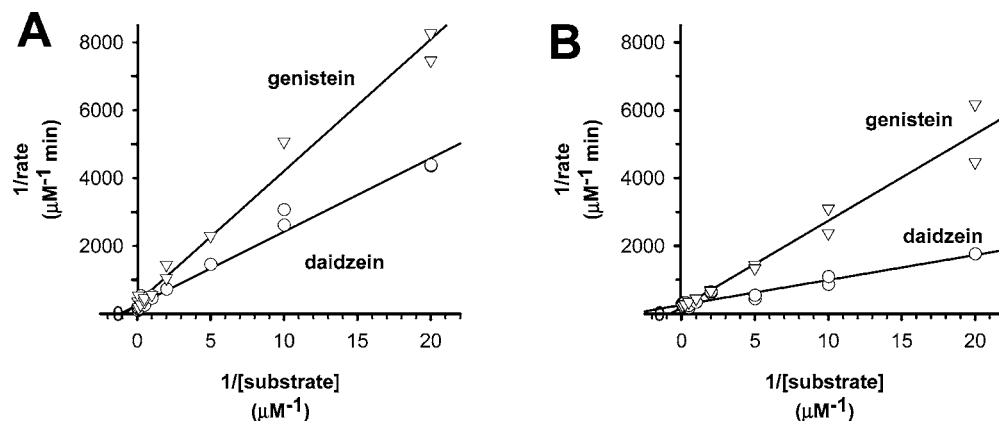 A
8000
6000
4000
2000
0
1/rate
(µM⁻¹ min)
genistein
daidzein
0 5 10 15 20
1/[substrate]
(µM⁻¹)
B
8000
6000
4000
2000
0
1/rate
(µM⁻¹ min)
genistein
daidzein
0 5 10 15 20
1/[substrate]
(µM⁻¹)